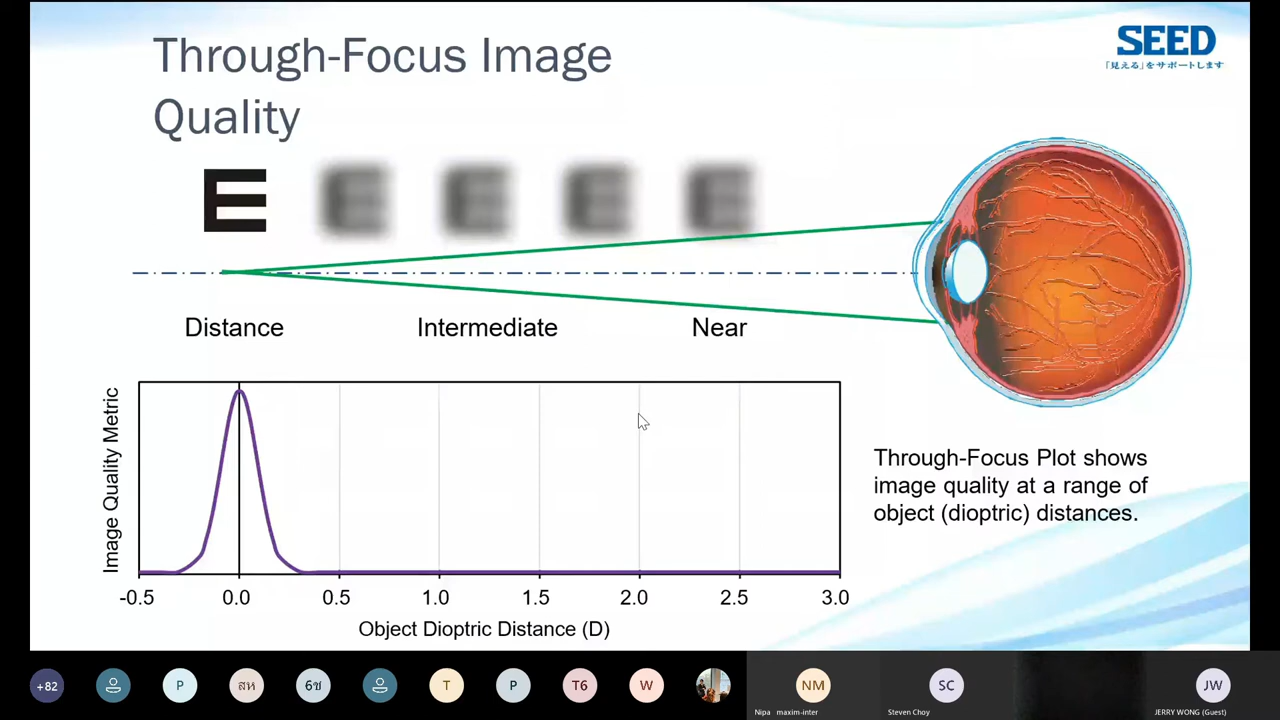 Through-Focus Image
Quality
SEED
「見える」をサポートします
E E E E E
Distance Intermediate Near
Image Quality Metric
-0.5 0.0 0.5 1.0 1.5 2.0 2.5 3.0
Object Dioptric Distance (D)
Through-Focus Plot shows
image quality at a range of
object (dioptric) distances.
+82 P สห 6ช T P T6 W NM SC JW
Nipa maxim-inter Steven Choy JERRY WONG (Guest)